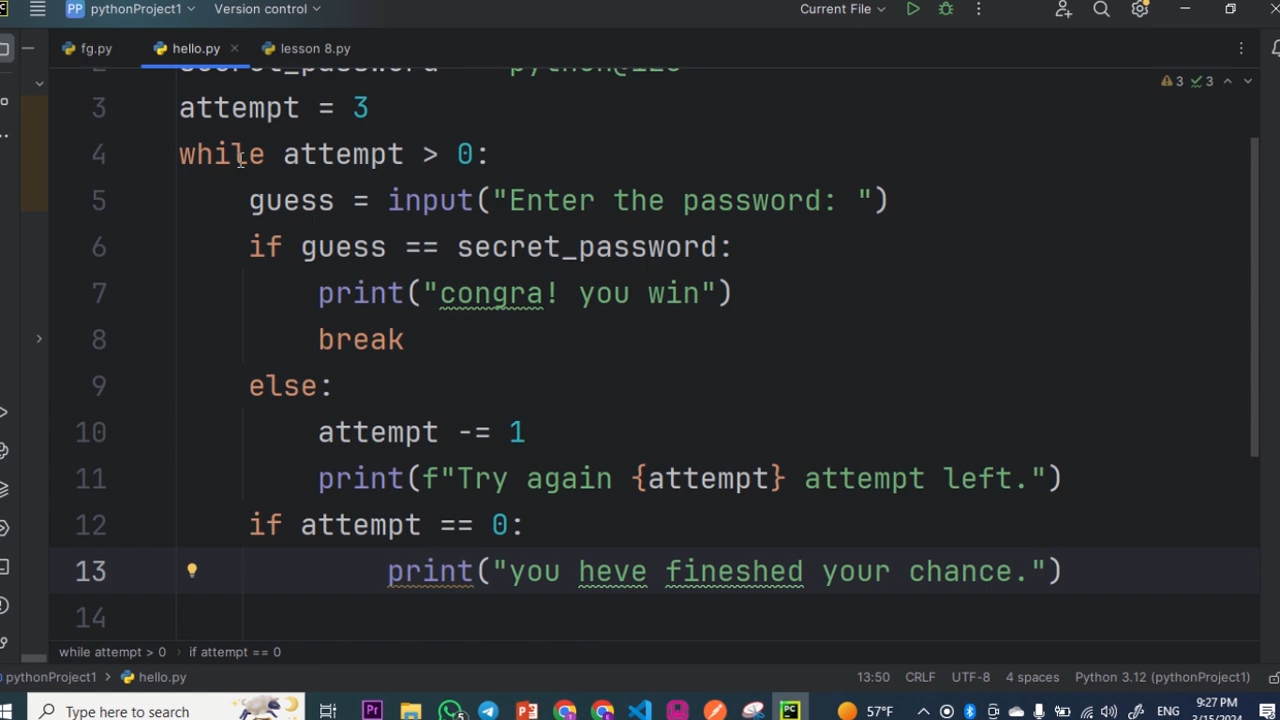 PP pythonProject1 Version control Current File
fg.py hello.py lesson 8.py
3 attempt = 3
3 3
4 while attempt > 0:
5 guess = input("Enter the password: ")
6 if guess == secret_password:
7 print("congra! you win")
8 break
9 else:
10 attempt -= 1
11 print(f"Try again {attempt} attempt left.")
12 if attempt == 0:
13 print("you heve fineshed your chance.")
14
while attempt > 0 if attempt == 0
pythonProject1 hello.py 13:50 CRLF UTF-8 4 spaces Python 3.12 (pythonProject1)
Type here to search 57°F ENG 9:27 PM